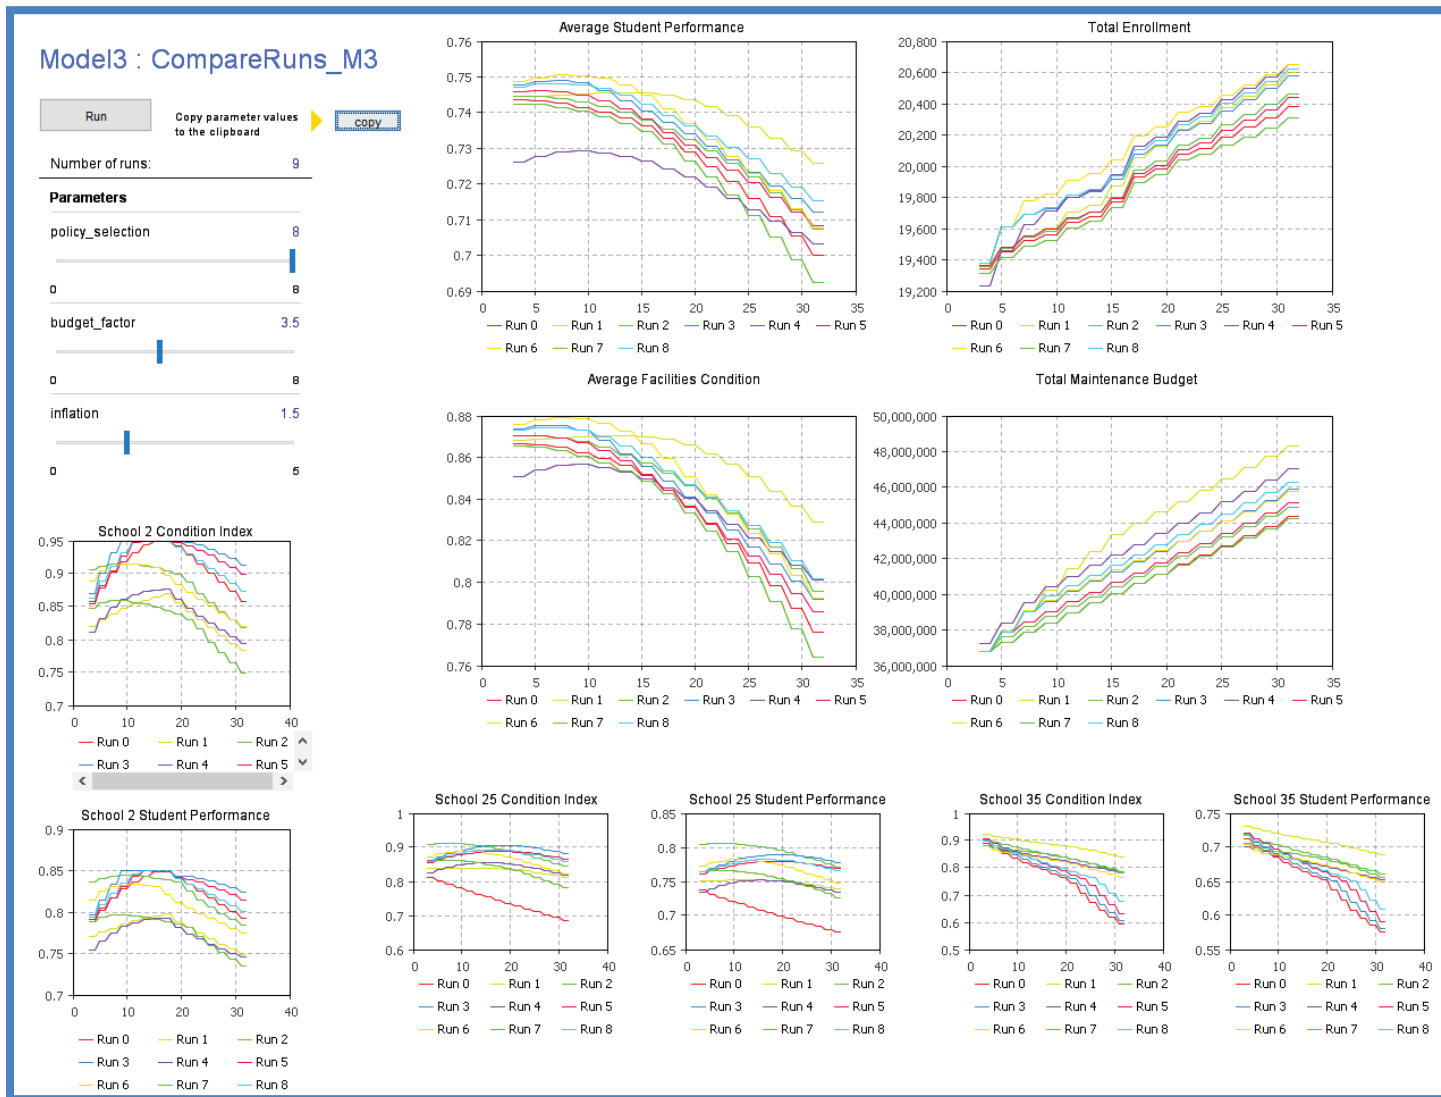 Model3 : CompareRuns_M3
Run
Copy parameter values
to the clipboard
copy
Number of runs: 9
Parameters
policy_selection 8
0 8
budget_factor 3.5
0 8
inflation 1.5
0 5
Average Student Performance
0.76
0.75
0.74
0.73
0.72
0.71
0.7
0.69
0 5 10 15 20 25 30 35
Run 0 Run 1 Run 2 Run 3 Run 4 Run 5
Run 6 Run 7 Run 8
Total Enrollment
20,800
20,600
20,400
20,200
20,000
19,800
19,600
19,400
19,200
0 5 10 15 20 25 30 35
Run 0 Run 1 Run 2 Run 3 Run 4 Run 5
Run 6 Run 7 Run 8
Average Facilities Condition
0.88
0.86
0.84
0.82
0.8
0.78
0.76
0 5 10 15 20 25 30 35
Run 0 Run 1 Run 2 Run 3 Run 4 Run 5
Run 6 Run 7 Run 8
Total Maintenance Budget
50,000,000
48,000,000
46,000,000
44,000,000
42,000,000
40,000,000
38,000,000
36,000,000
0 5 10 15 20 25 30 35
Run 0 Run 1 Run 2 Run 3 Run 4 Run 5
Run 6 Run 7 Run 8
School 2 Condition Index
0.95
0.9
0.85
0.8
0.75
0.7
0 10 20 30 40
Run 0 Run 1 Run 2
Run 3 Run 4 Run 5
School 2 Student Performance
0.9
0.85
0.8
0.75
0.7
0 10 20 30 40
Run 0 Run 1 Run 2
Run 3 Run 4 Run 5
Run 6 Run 7 Run 8
School 25 Condition Index
1
0.9
0.8
0.7
0.6
0 10 20 30 40
Run 0 Run 1 Run 2
Run 3 Run 4 Run 5
Run 6 Run 7 Run 8
School 25 Student Performance
0.85
0.8
0.75
0.7
0.65
0 10 20 30 40
Run 0 Run 1 Run 2
Run 3 Run 4 Run 5
Run 6 Run 7 Run 8
School 35 Condition Index
1
0.9
0.8
0.7
0.6
0.5
0 10 20 30 40
Run 0 Run 1 Run 2
Run 3 Run 4 Run 5
Run 6 Run 7 Run 8
School 35 Student Performance
0.75
0.7
0.65
0.6
0.55
0 10 20 30 40
Run 0 Run 1 Run 2
Run 3 Run 4 Run 5
Run 6 Run 7 Run 8